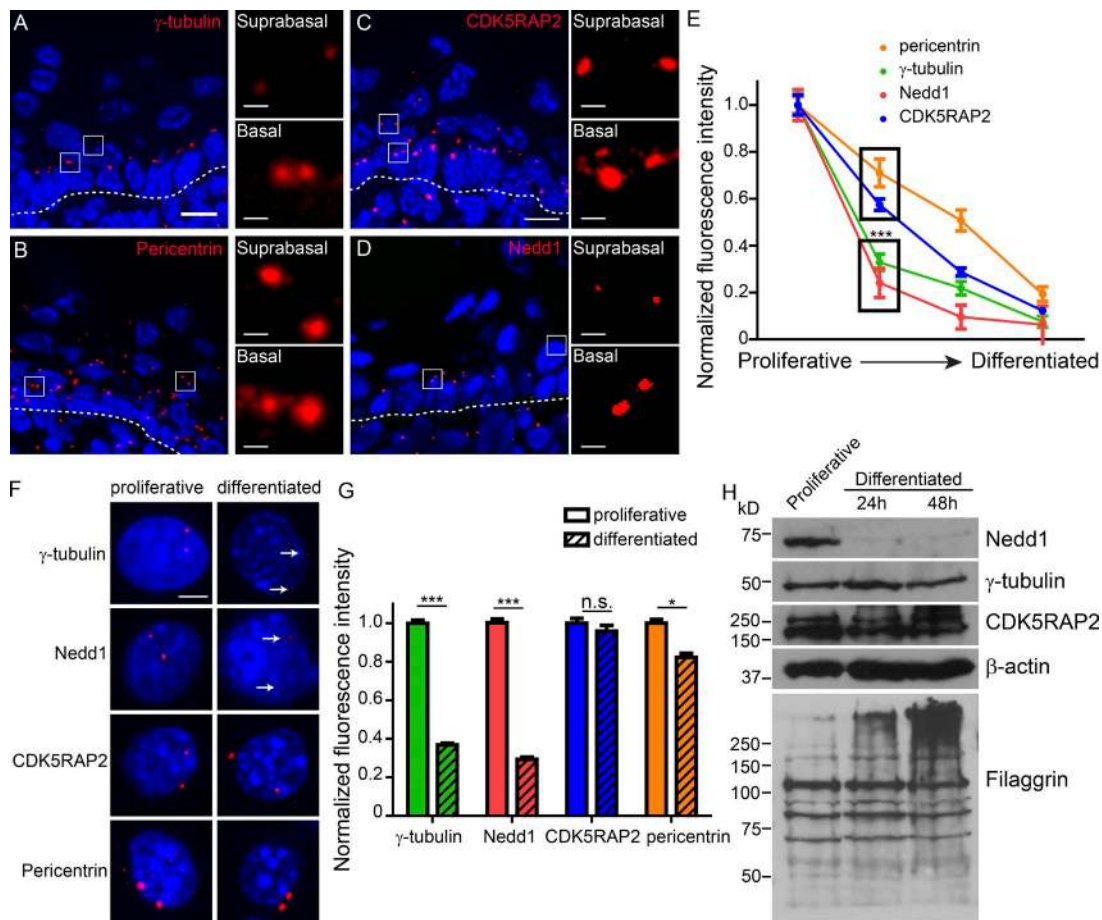 A γ-tubulin
Suprabasal
Basal
C CDK5RAP2
Suprabasal
Basal
B Pericentrin
Suprabasal
Basal
D Nedd1
Suprabasal
Basal
E
pericentrin
γ-tubulin
Nedd1
CDK5RAP2
Normalized fluorescence intensity
1.0
0.8
0.6
0.4
0.2
0
***
Proliferative
Differentiated
F
proliferative differentiated
γ-tubulin
Nedd1
CDK5RAP2
Pericentrin
G
proliferative
differentiated
Normalized fluorescence intensity
1.0
0.8
0.6
0.4
0.2
0
*** *** n.s. *
γ-tubulin Nedd1 CDK5RAP2 pericentrin
H
kD
Proliferative
Differentiated
24h 48h
75
Nedd1
50
γ-tubulin
250
150
CDK5RAP2
37
β-actin
250
150
100
75
50
Filaggrin